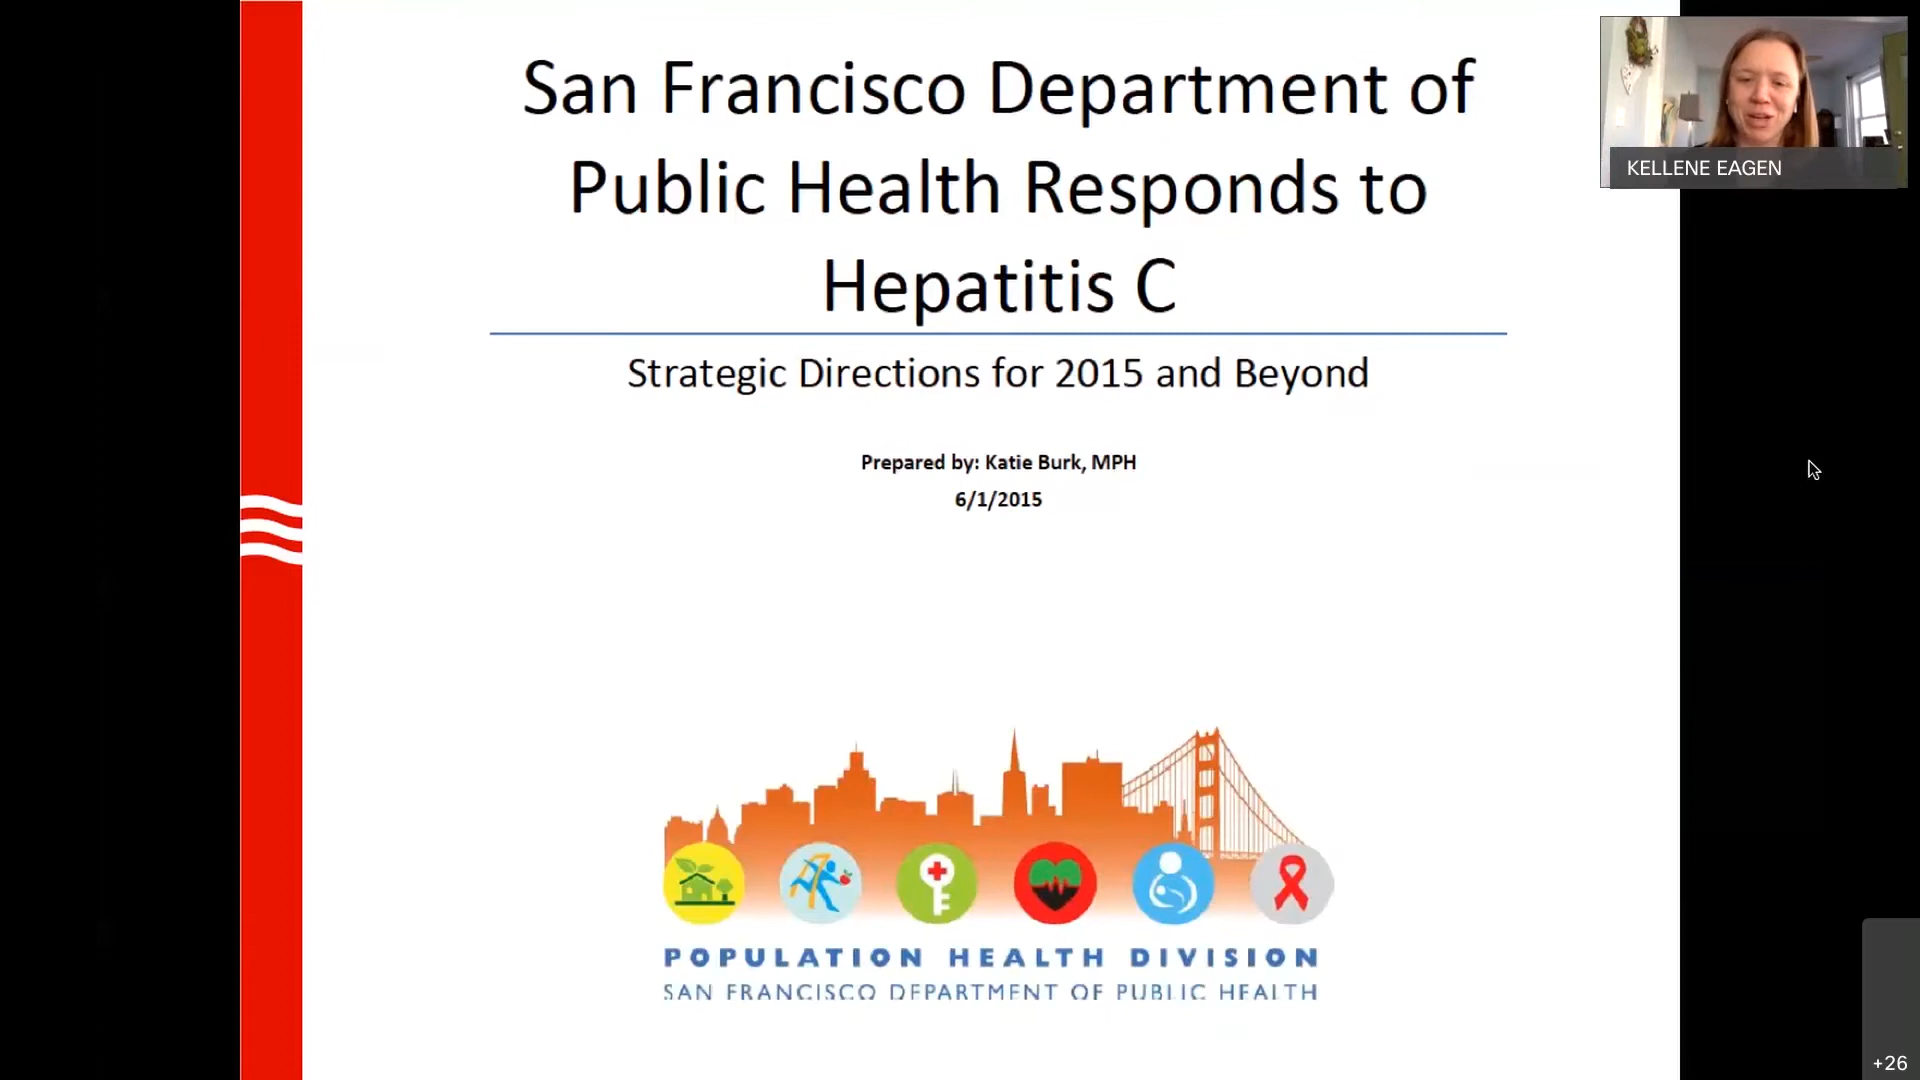 San Francisco Department of
Public Health Responds to
Hepatitis C
Strategic Directions for 2015 and Beyond
Prepared by: Katie Burk, MPH
6/1/2015
POPULATION HEALTH DIVISION
SAN FRANCISCO DEPARTMENT OF PUBLIC HEALTH
KELLENE EAGEN
+26